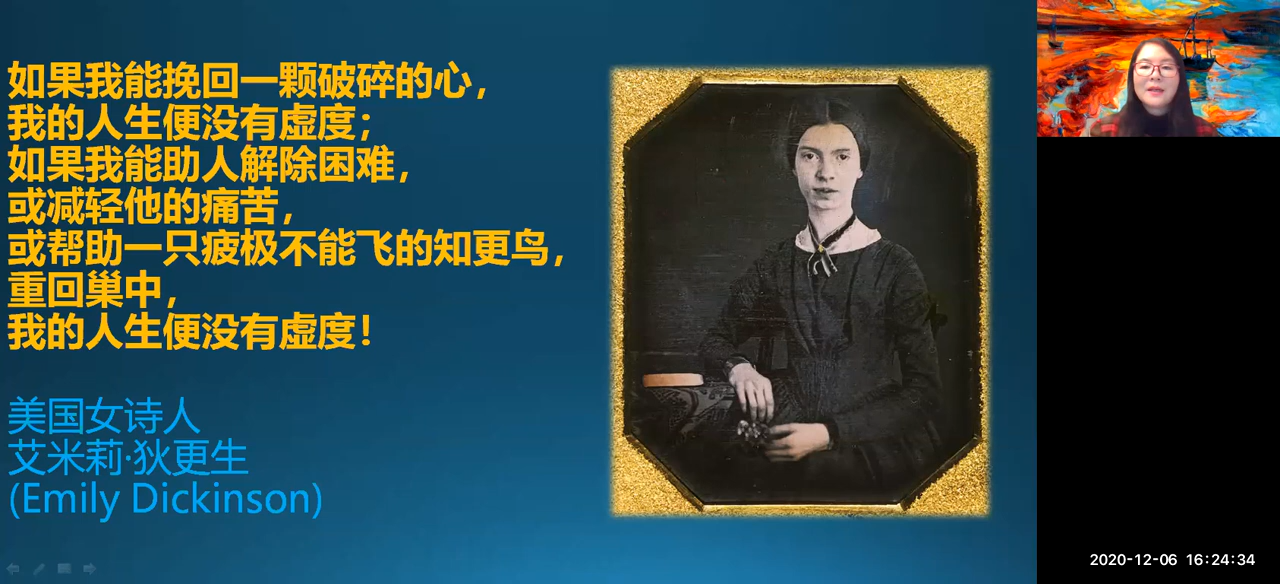 如果我能挽回一颗破碎的心，
我的人生便没有虚度；
如果我能助人解除困难，
或减轻他的痛苦，
或帮助一只疲极不能飞的知更鸟，
重回巢中，
我的人生便没有虚度！
美国女诗人
艾米莉·狄更生
(Emily Dickinson)
2020-12-06 16:24:34